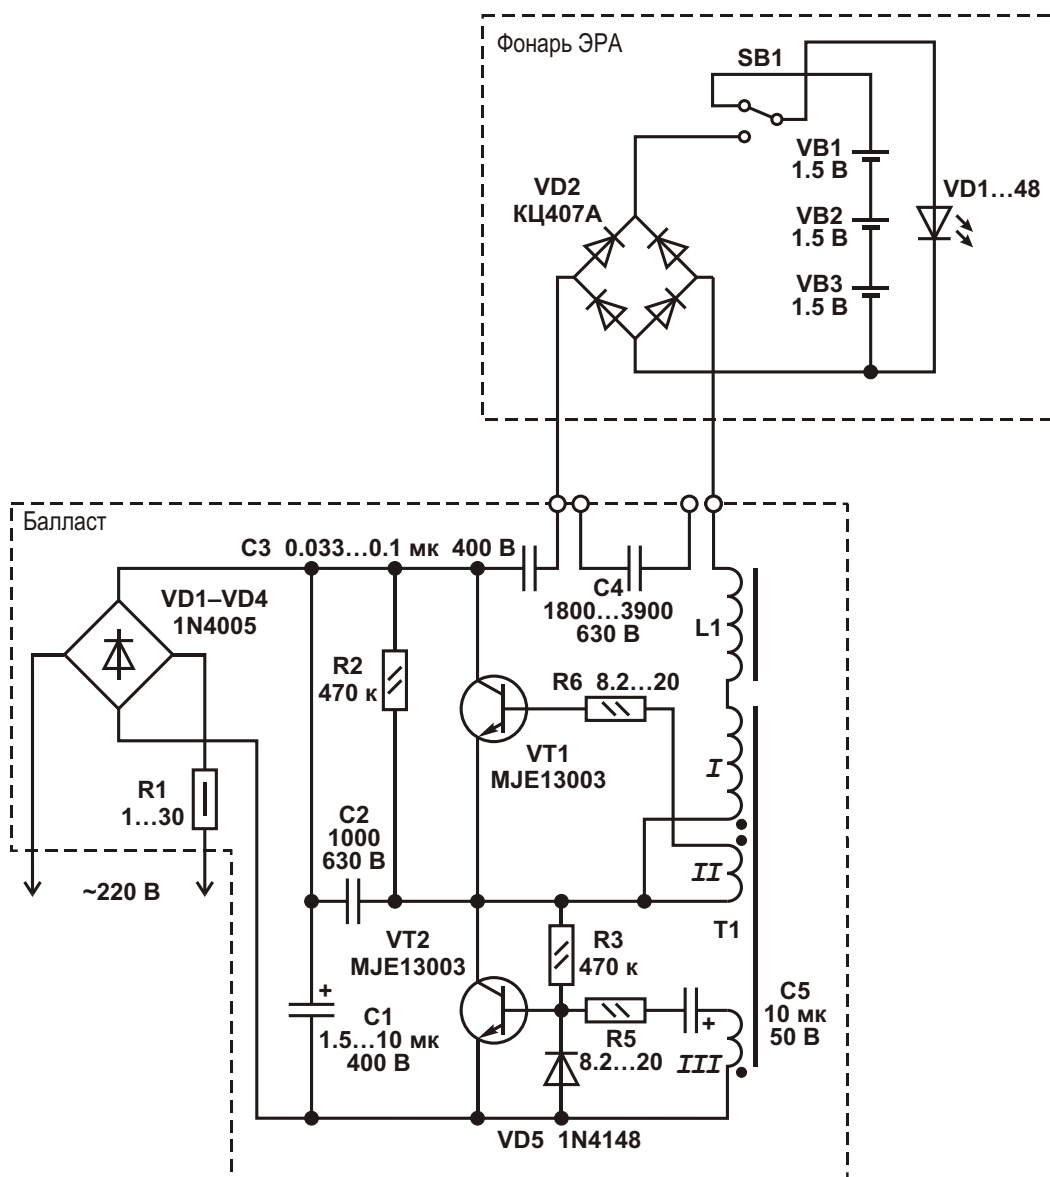 Фонарь ЭРА
SB1
VB1
1.5 В
VD2
КЦ407А
VD1...48
VB2
1.5 В
VB3
1.5 В
Балласт
C3 0.033...0.1 мк 400 В
C4
1800...3900
630 В
VD1–VD4
1N4005
L1
R2
470 к
R6 8.2...20
VT1
MJE13003
I
R1
1...30
C2
1000
630 В
~220 В
II
T1
VT2
MJE13003
R3
470 к
+
C1
1.5...10 мк
400 В
C5
10 мк
50 В
+
R5
8.2...20
III
VD5 1N4148